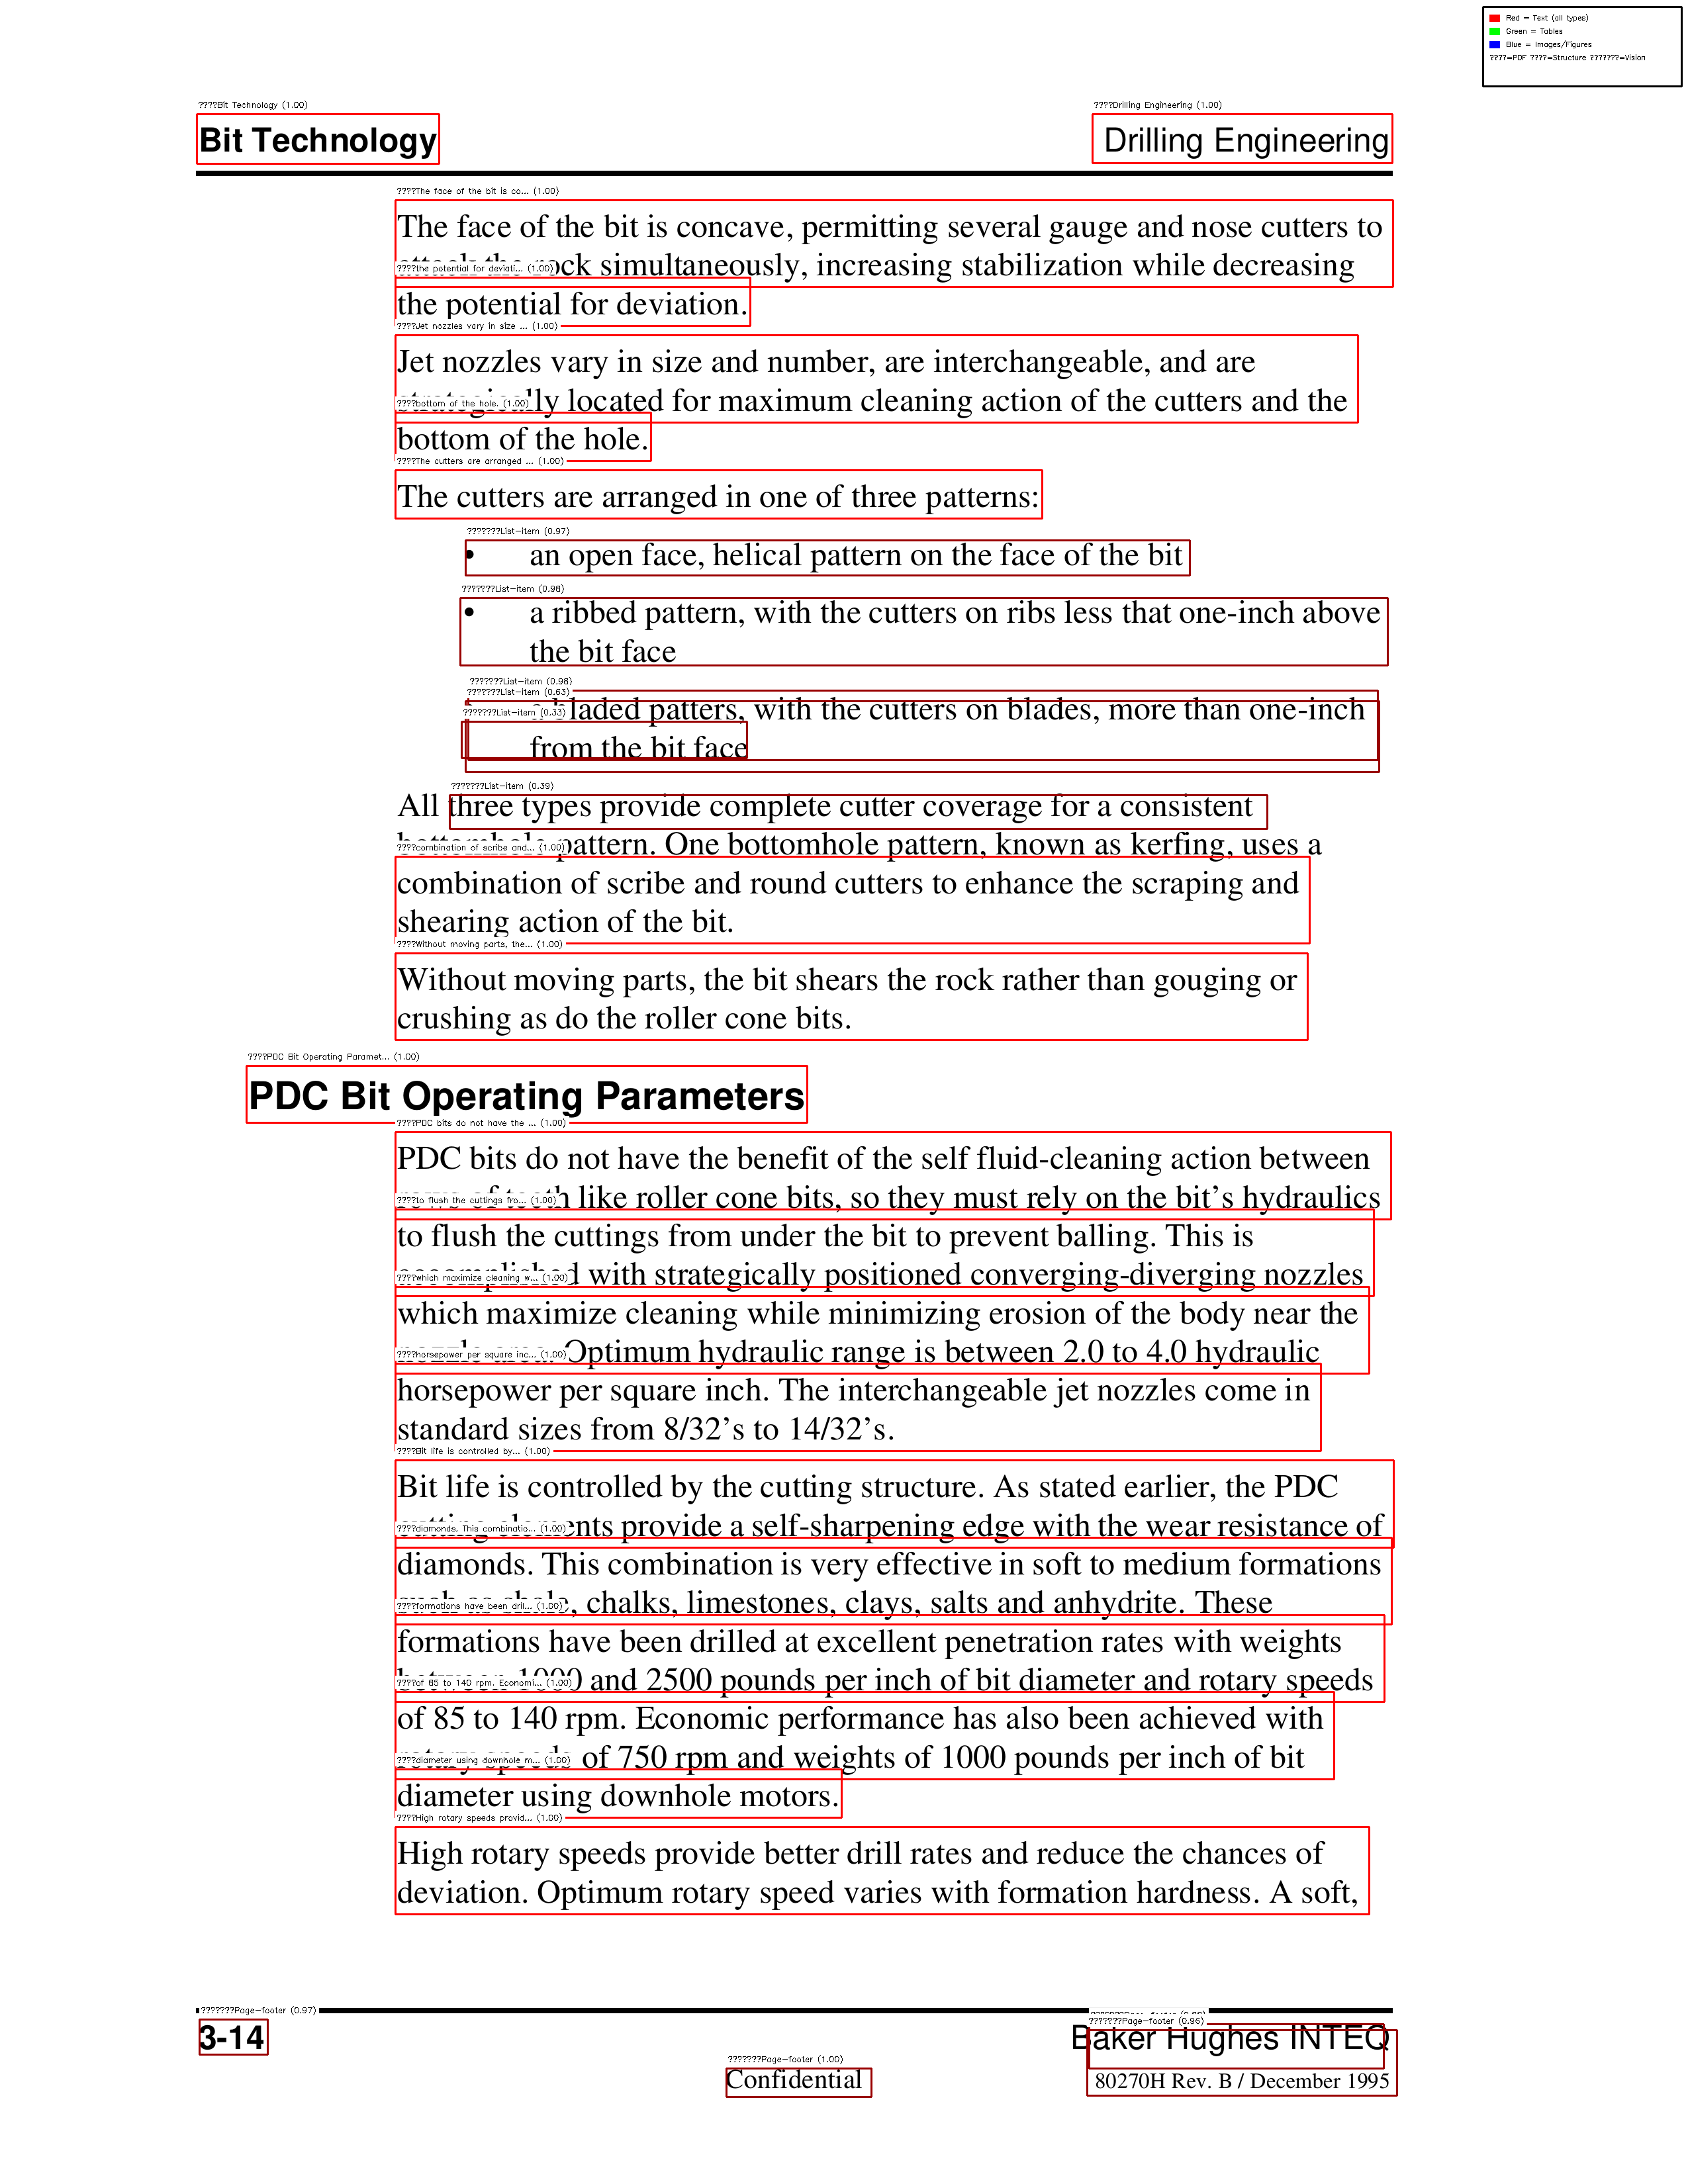 Red = Text (all types)
Green = Tables
Blue = Images/Figures
????=PDF ????=Structure ???????=Vision
????Bit Technology (1.00)
????Drilling Engineering (1.00)
Bit Technology
Drilling Engineering
????The face of the bit is co... (1.00)
The face of the bit is concave, permitting several gauge and nose cutters to
attack the rock simultaneously, increasing stabilization while decreasing
????the potential for deviati... (1.00)
the potential for deviation.
????Jet nozzles vary in size ... (1.00)
Jet nozzles vary in size and number, are interchangeable, and are
strategically located for maximum cleaning action of the cutters and the
????bottom of the hole. (1.00)
bottom of the hole.
????The cutters are arranged ... (1.00)
The cutters are arranged in one of three patterns:
???????List-item (0.97)
• an open face, helical pattern on the face of the bit
???????List-item (0.98)
• a ribbed pattern, with the cutters on ribs less that one-inch above
the bit face
???????List-item (0.98)
???????List-item (0.63)
a bladed patters, with the cutters on blades, more than one-inch
???????List-item (0.33)
from the bit face
???????List-item (0.39)
All three types provide complete cutter coverage for a consistent
bottomhole pattern. One bottomhole pattern, known as kerfing, uses a
????combination of scribe and... (1.00)
combination of scribe and round cutters to enhance the scraping and
shearing action of the bit.
????Without moving parts, the... (1.00)
Without moving parts, the bit shears the rock rather than gouging or
crushing as do the roller cone bits.
????PDC Bit Operating Paramet... (1.00)
PDC Bit Operating Parameters
????PDC bits do not have the ... (1.00)
PDC bits do not have the benefit of the self fluid-cleaning action between
rows of teeth like roller cone bits, so they must rely on the bit's hydraulics
????to flush the cuttings fro... (1.00)
to flush the cuttings from under the bit to prevent balling. This is
accomplished with strategically positioned converging-diverging nozzles
????which maximize cleaning w... (1.00)
which maximize cleaning while minimizing erosion of the body near the
nozzle area. Optimum hydraulic range is between 2.0 to 4.0 hydraulic
????horsepower per square inc... (1.00)
horsepower per square inch. The interchangeable jet nozzles come in
standard sizes from 8/32's to 14/32's.
????Bit life is controlled by... (1.00)
Bit life is controlled by the cutting structure. As stated earlier, the PDC
cutting elements provide a self-sharpening edge with the wear resistance of
????diamonds. This combinatio... (1.00)
diamonds. This combination is very effective in soft to medium formations
such as shale, chalks, limestones, clays, salts and anhydrite. These
????formations have been dril... (1.00)
formations have been drilled at excellent penetration rates with weights
between 1000 and 2500 pounds per inch of bit diameter and rotary speeds
????of 85 to 140 rpm. Economi... (1.00)
of 85 to 140 rpm. Economic performance has also been achieved with
rotary speeds of 750 rpm and weights of 1000 pounds per inch of bit
????diameter using downhole m... (1.00)
diameter using downhole motors.
????High rotary speeds provid... (1.00)
High rotary speeds provide better drill rates and reduce the chances of
deviation. Optimum rotary speed varies with formation hardness. A soft,
???????Page-footer (0.97)
???????Page-footer (0.96)
3-14
Baker Hughes INTEQ
???????Page-footer (1.00)
Confidential
80270H Rev. B / December 1995